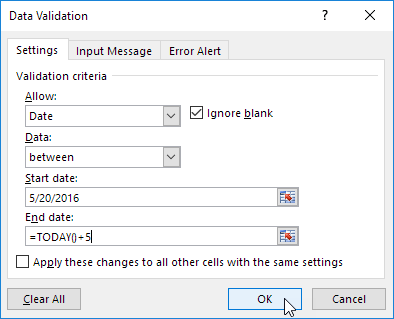 Data Validation ?
Settings Input Message Error Alert
Validation criteria
Allow:
Date Ignore blank
Data:
between
Start date:
5/20/2016
End date:
=TODAY()+5
Apply these changes to all other cells with the same settings
Clear All OK Cancel